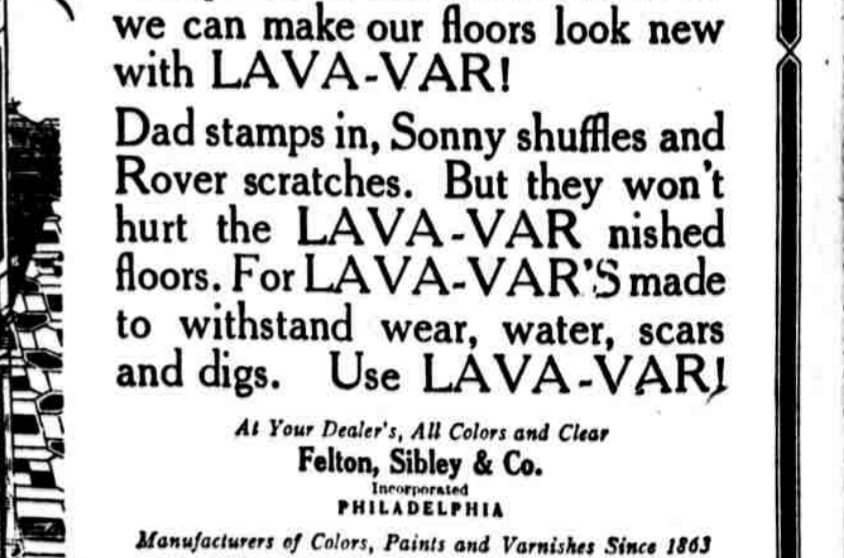 we can make our floors look new
with LAVA-VAR!
Dad stamps in, Sonny shuffles and
Rover scratches. But they won't
hurt the LAVA-VAR nished
floors. For LAVA-VAR'S made
to withstand wear, water, scars
and digs. Use LAVA-VAR!
At Your Dealer's, All Colors and Clear
Felton, Sibley & Co.
Incorporated
PHILADELPHIA
Manufacturers of Colors, Paints and Varnishes Since 1863